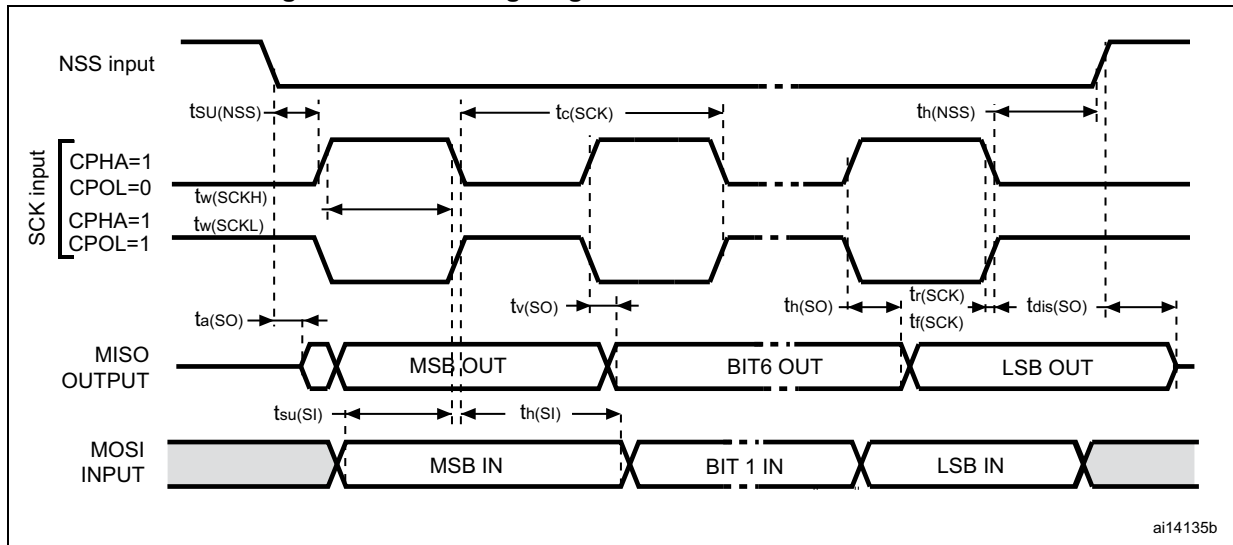 NSS input
tSU(NSS)
tc(SCK)
th(NSS)
SCK input
CPHA=1
CPOL=0
tw(SCKH)
CPHA=1
tw(SCKL)
CPOL=1
tv(SO)
th(SO)
tr(SCK)
tdis(SO)
ta(SO)
tf(SCK)
MISO
OUTPUT
MSB OUT
BIT6 OUT
LSB OUT
tsu(SI)
th(SI)
MOSI
INPUT
MSB IN
BIT 1 IN
LSB IN
ai14135b